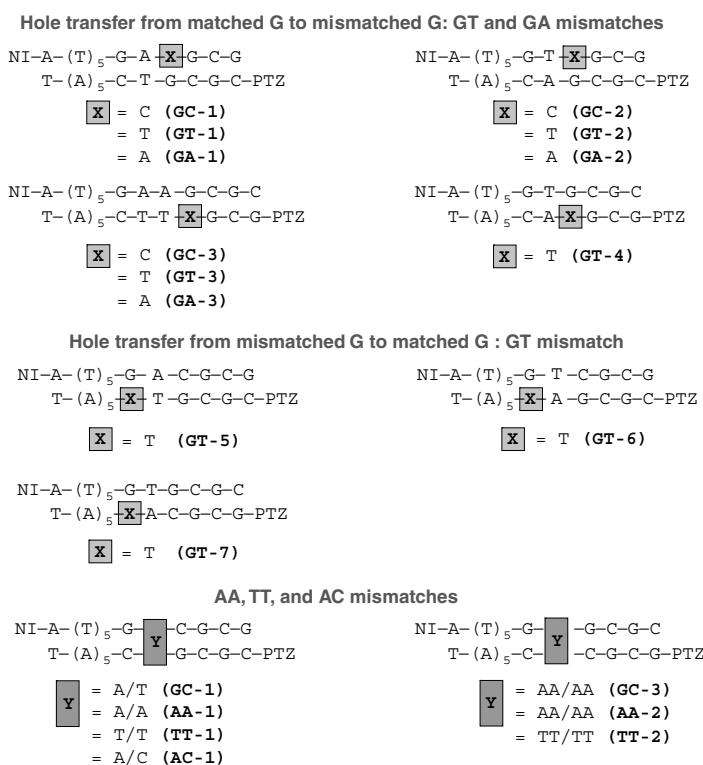 Hole transfer from matched G to mismatched G: GT and GA mismatches
NI–A–(T)5–G–A–X–G–C–G
T–(A)5–C–T–G–C–G–C–PTZ
X = C (GC-1)
= T (GT-1)
= A (GA-1)
NI–A–(T)5–G–T–X–G–C–G
T–(A)5–C–A–G–C–G–C–PTZ
X = C (GC-2)
= T (GT-2)
= A (GA-2)
NI–A–(T)5–G–A–A–G–C–G–C
T–(A)5–C–T–T–X–G–C–G–PTZ
X = C (GC-3)
= T (GT-3)
= A (GA-3)
NI–A–(T)5–G–T–G–C–G–C
T–(A)5–C–A–X–G–C–G–PTZ
X = T (GT-4)
Hole transfer from mismatched G to matched G : GT mismatch
NI–A–(T)5–G–A–C–G–C–G
T–(A)5–X–T–G–C–G–C–PTZ
X = T (GT-5)
NI–A–(T)5–G–T–C–G–C–G
T–(A)5–X–A–G–C–G–C–PTZ
X = T (GT-6)
NI–A–(T)5–G–T–G–C–G–C
T–(A)5–X–A–C–G–C–G–PTZ
X = T (GT-7)
AA, TT, and AC mismatches
NI–A–(T)5–G–Y–C–G–C–G
T–(A)5–C–G–C–G–C–PTZ
Y = A/T (GC-1)
= A/A (AA-1)
= T/T (TT-1)
= A/C (AC-1)
NI–A–(T)5–G–Y–G–C–G–C
T–(A)5–C–C–G–C–G–PTZ
Y = AA/AA (GC-3)
= AA/AA (AA-2)
= TT/TT (TT-2)